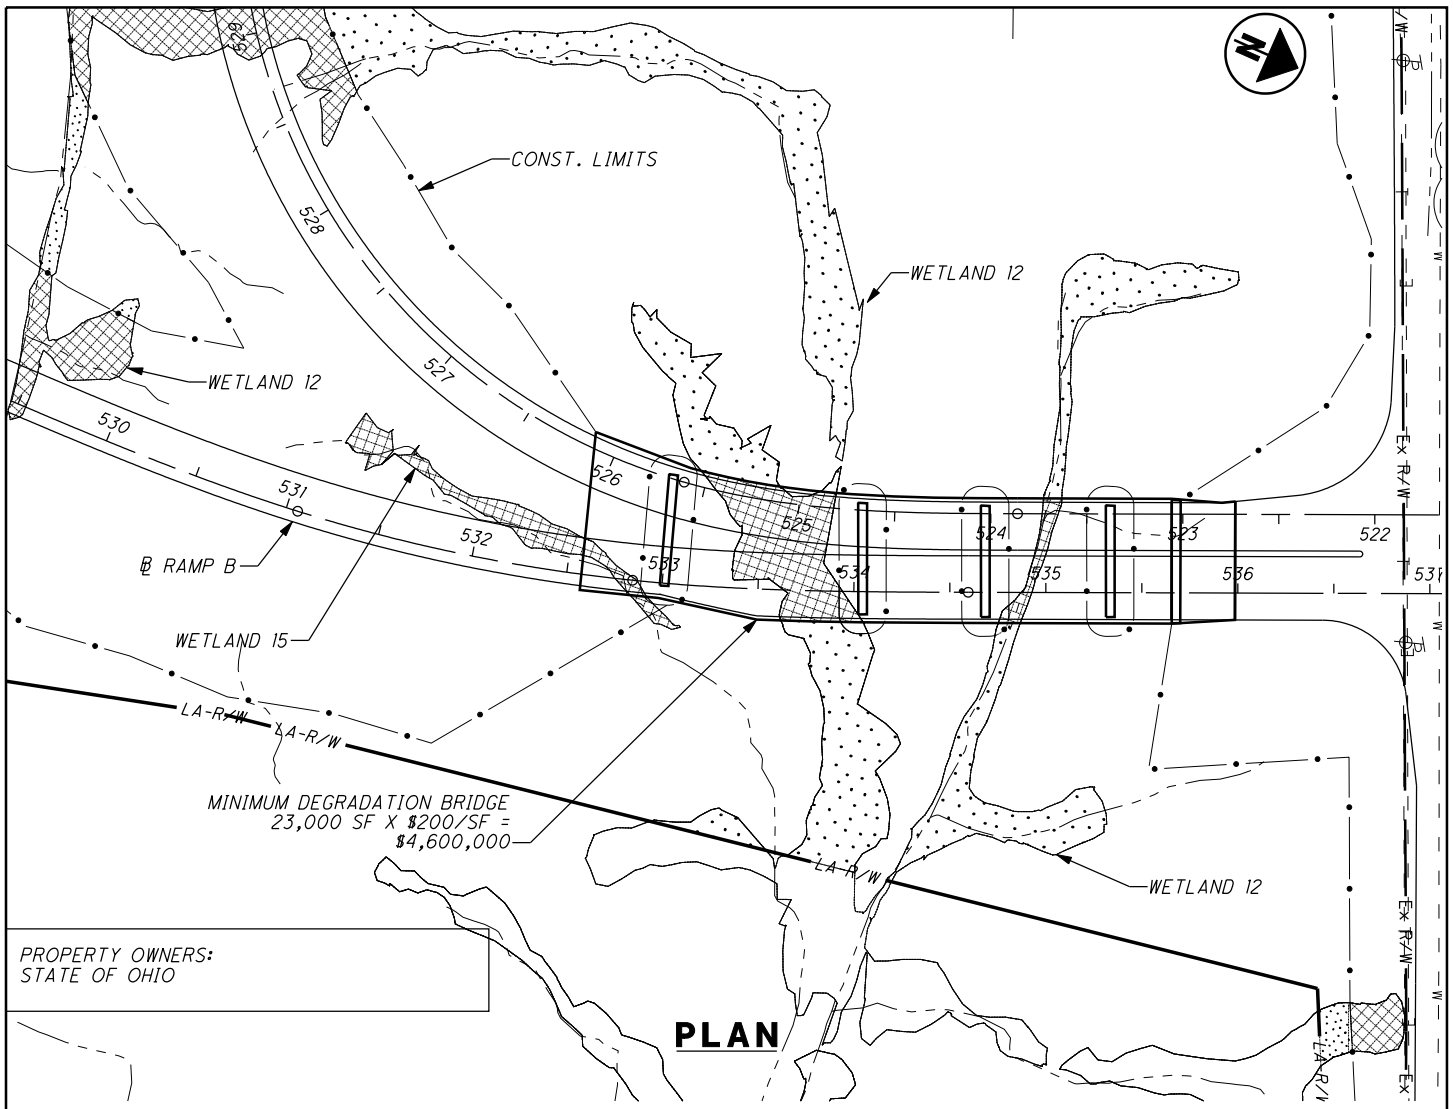 529
N
CONST. LIMITS
528
WETLAND 12
527
WETLAND 12
530
Ex R/W
526
531
525
524
523
522
532
533
534
535
536
℄ RAMP B
WETLAND 15
LA-R/W
LA-R/W
MINIMUM DEGRADATION BRIDGE
23,000 SF X $200/SF =
$4,600,000
LA-R/W
WETLAND 12
Ex R/W
PROPERTY OWNERS:
STATE OF OHIO
PLAN
LA-R/W
Ex